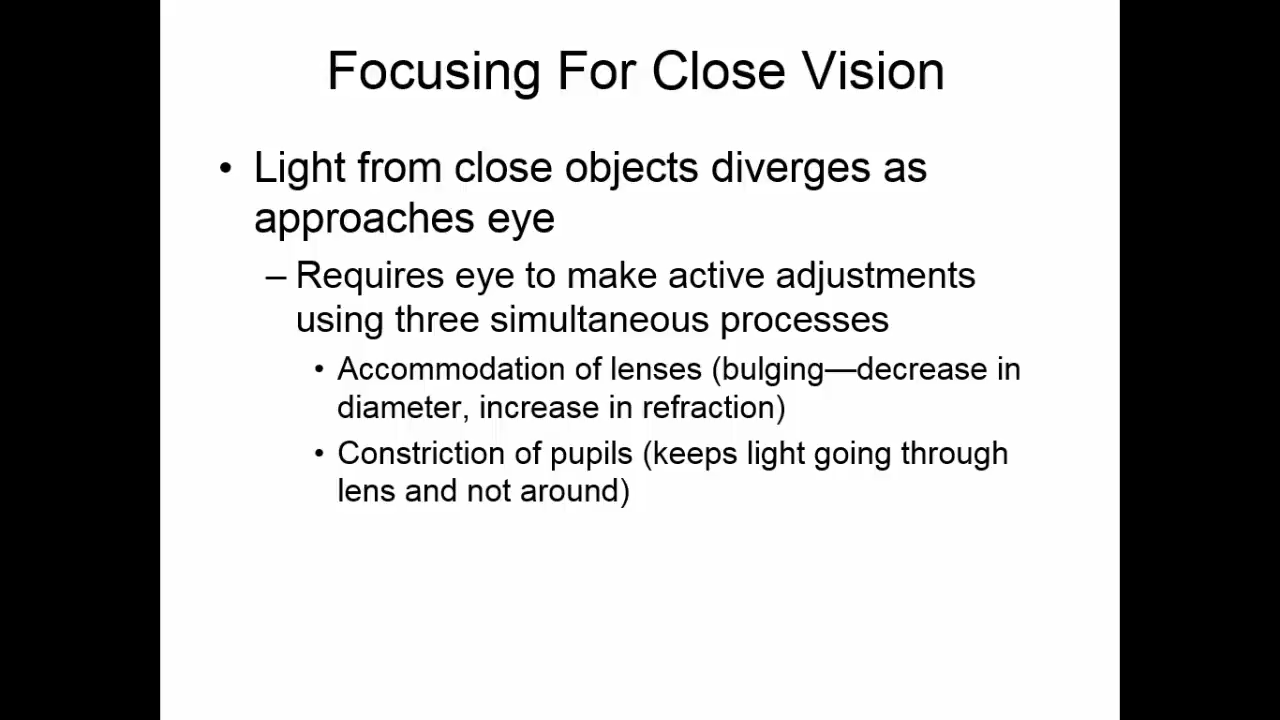 Focusing For Close Vision
• Light from close objects diverges as
approaches eye
– Requires eye to make active adjustments
using three simultaneous processes
• Accommodation of lenses (bulging—decrease in
diameter, increase in refraction)
• Constriction of pupils (keeps light going through
lens and not around)